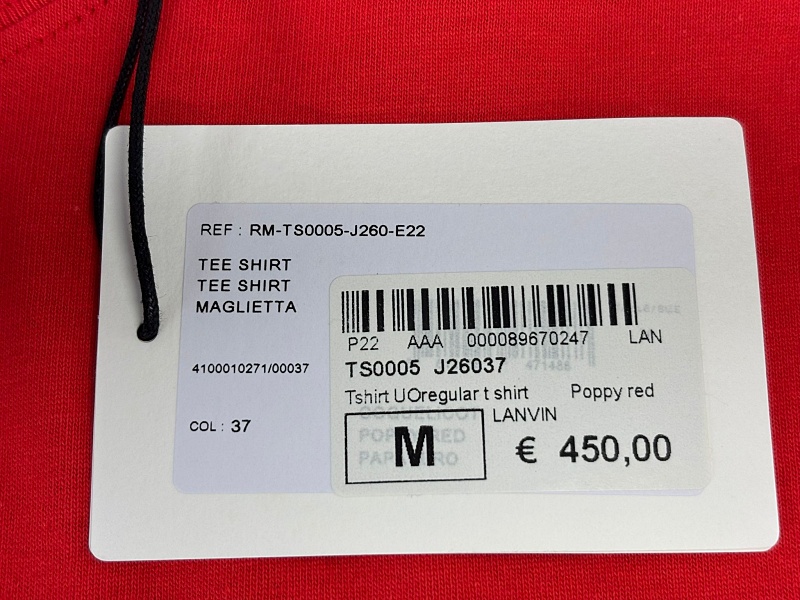 REF : RM-TS0005-J260-E22
TEE SHIRT
TEE SHIRT
MAGLIETTA
4100010271/00037
COL : 37
P22 AAA 000089670247 LAN
TS0005 J26037
Tshirt UOregular t shirt Poppy red
LANVIN
M € 450,00
COQUELICOT